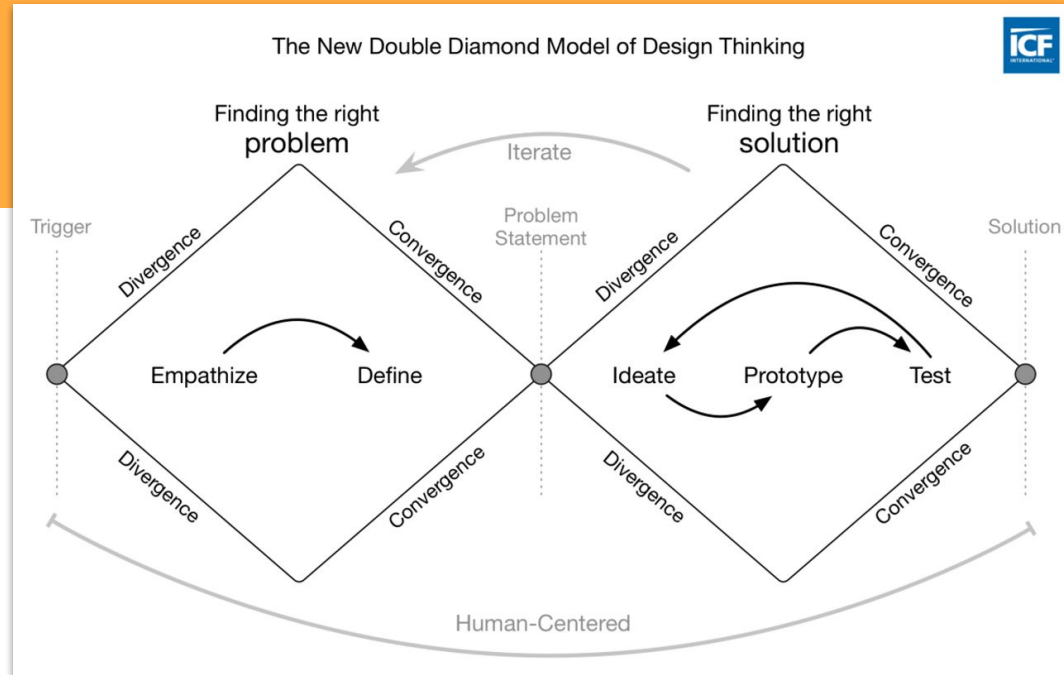 The New Double Diamond Model of Design Thinking
ICF
INTERNATIONAL
Finding the right
problem
Finding the right
solution
Iterate
Trigger
Problem
Statement
Solution
Divergence
Convergence
Divergence
Convergence
Empathize
Define
Ideate
Prototype
Test
Divergence
Convergence
Divergence
Convergence
Human-Centered